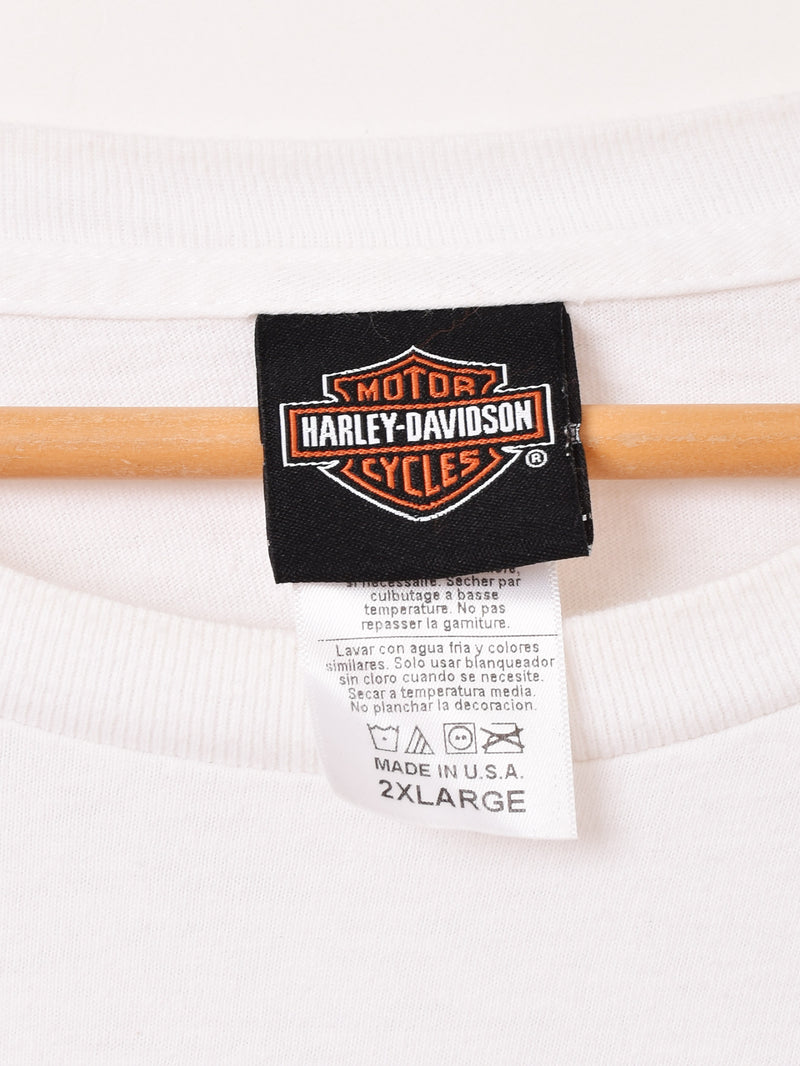 MOTOR
HARLEY-DAVIDSON
CYCLES
®
si necessaire. Secher par
culbutage a basse
temperature. No pas
repasser la garniture.
Lavar con agua fria y colores
similares. Solo usar blanqueador
sin cloro cuando se necesite.
Secar a temperatura media.
No planchar la decoracion.
MADE IN U.S.A.
2XLARGE